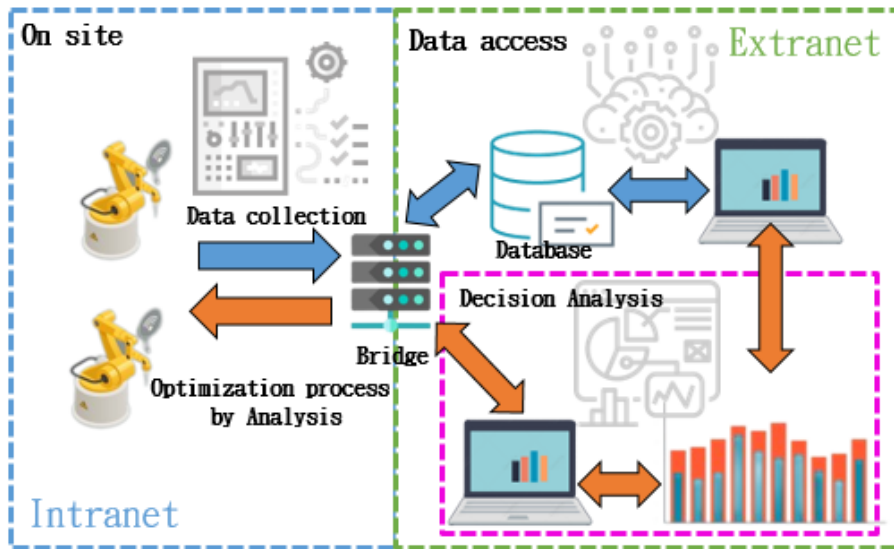 On site
Data access
Extranet
Data collection
Database
Decision Analysis
Bridge
Optimization process
by Analysis
Intranet